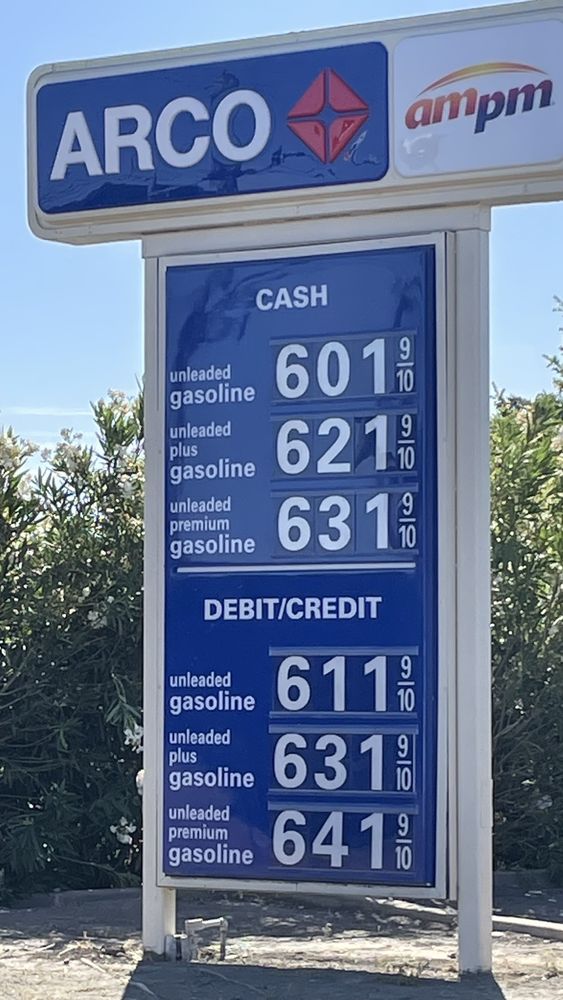 ARCO
ampm
CASH
unleaded
gasoline 601 9/10
unleaded
plus
gasoline 621 9/10
unleaded
premium
gasoline 631 9/10
DEBIT/CREDIT
unleaded
gasoline 611 9/10
unleaded
plus
gasoline 631 9/10
unleaded
premium
gasoline 641 9/10